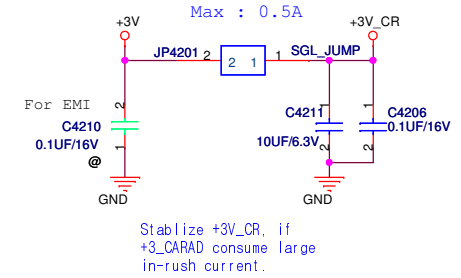 Max : 0.5A
+3V
+3V_CR
JP4201
2
2 1
1
SGL_JUMP
For EMI
2
C4210
0.1UF/16V
1
@
1
C4211
10UF/6.3V
2
1
C4206
0.1UF/16V
2
GND
GND
Stablize +3V_CR, if
+3_CARAD consume large
in-rush current.